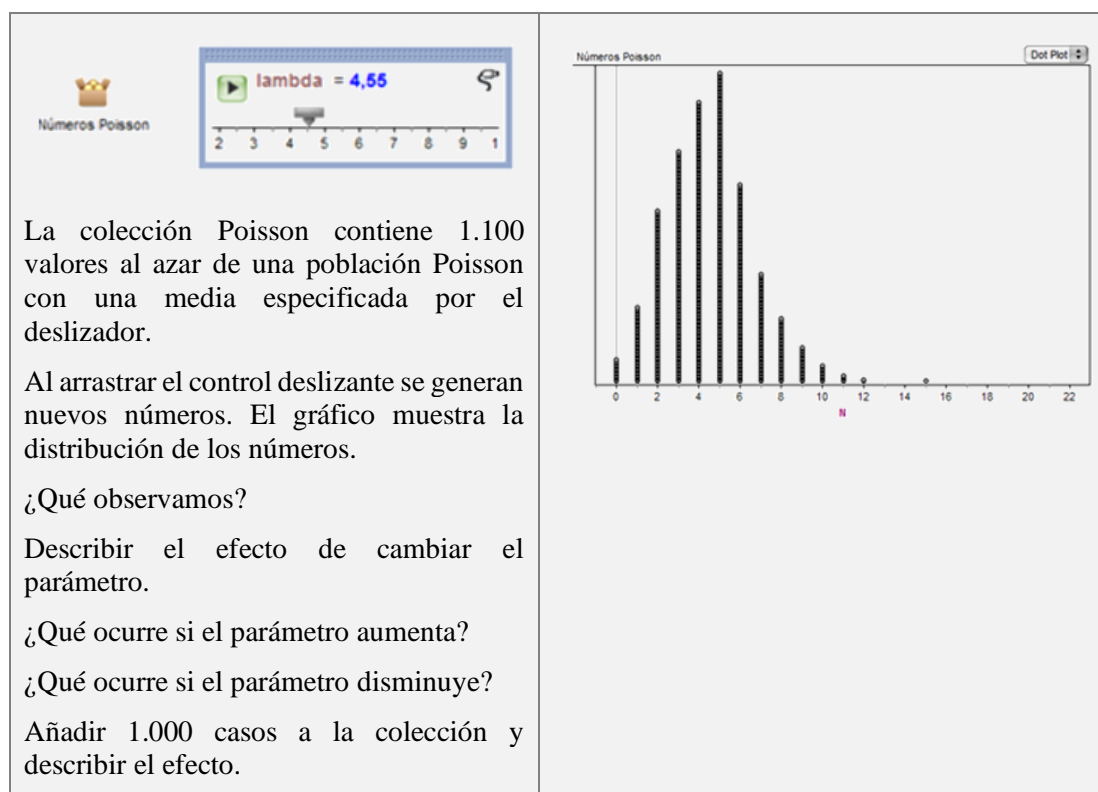 Números Poisson
lambda = 4,55
2 3 4 5 6 7 8 9 1
La colección Poisson contiene 1.100
valores al azar de una población Poisson
con una media especificada por el
deslizador.
Al arrastrar el control deslizante se generan
nuevos números. El gráfico muestra la
distribución de los números.
¿Qué observamos?
Describir el efecto de cambiar el
parámetro.
¿Qué ocurre si el parámetro aumenta?
¿Qué ocurre si el parámetro disminuye?
Añadir 1.000 casos a la colección y
describir el efecto.
Números Poisson
Dot Plot
0 2 4 6 8 10 12 14 16 18 20 22
N